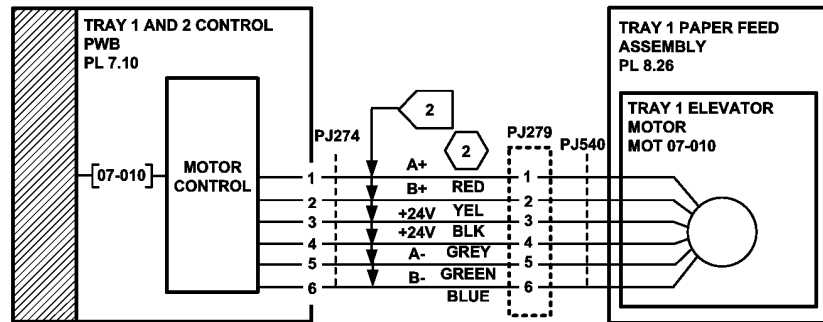 TRAY 1 AND 2 CONTROL
PWB
PL 7.10
07-010
MOTOR
CONTROL
2
PJ274
2
PJ279
PJ540
TRAY 1 PAPER FEED
ASSEMBLY
PL 8.26
TRAY 1 ELEVATOR
MOTOR
MOT 07-010
1 A+ RED 1
2 B+ YEL 2
3 +24V BLK 3
4 +24V GREY 4
5 A- GREEN 5
6 B- BLUE 6